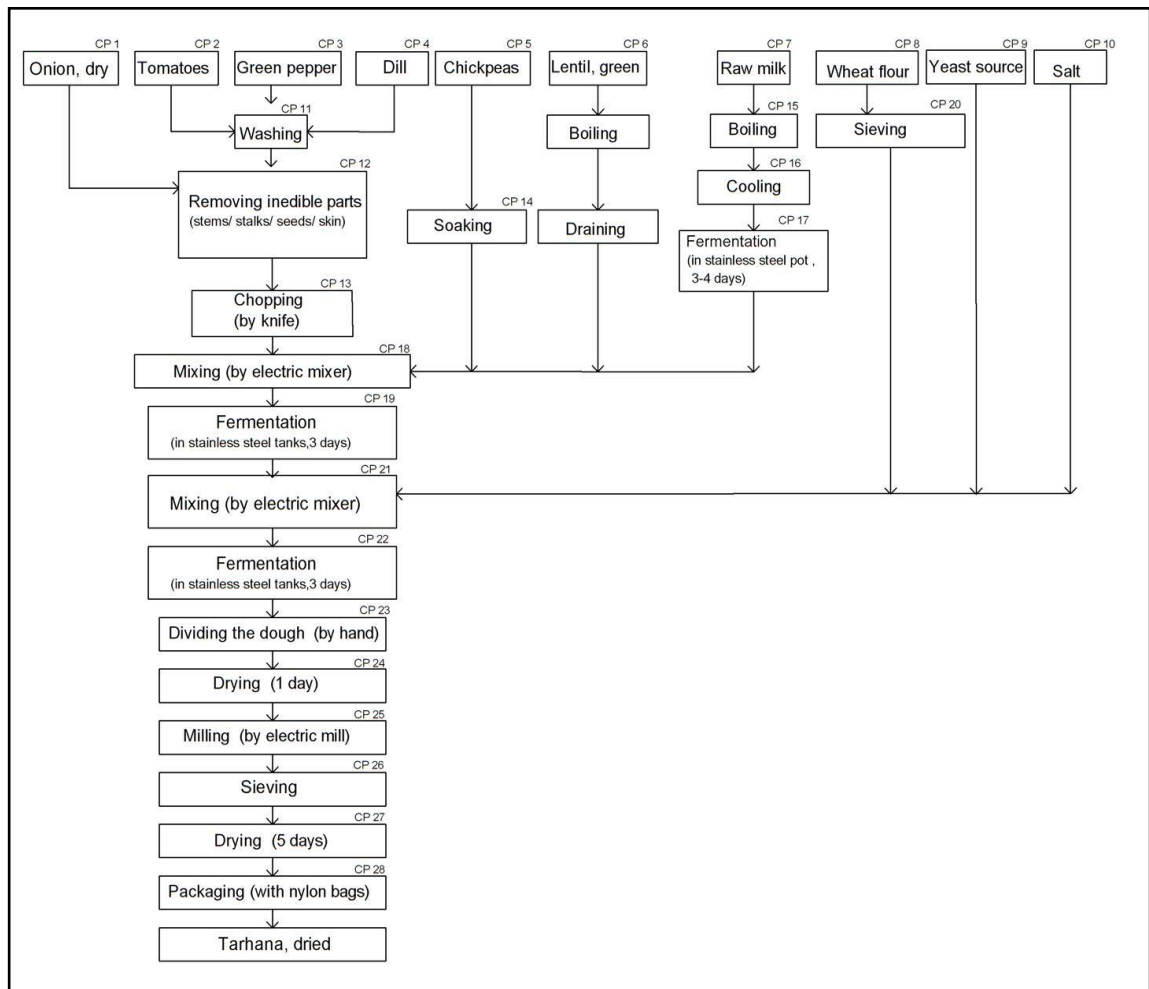 CP 1
CP 2
CP 3
CP 4
CP 5
CP 6
CP 7
CP 8
CP 9
CP 10
Onion, dry
Tomatoes
Green pepper
Dill
Chickpeas
Lentil, green
Raw milk
Wheat flour
Yeast source
Salt
CP 11
Washing
Boiling
CP 15
Boiling
CP 20
Sieving
CP 12
Removing inedible parts
(stems/ stalks/ seeds/ skin)
CP 14
Soaking
Draining
CP 16
Cooling
CP 17
Fermentation
(in stainless steel pot ,
3-4 days)
CP 13
Chopping
(by knife)
CP 18
Mixing (by electric mixer)
CP 19
Fermentation
(in stainless steel tanks,3 days)
CP 21
Mixing (by electric mixer)
CP 22
Fermentation
(in stainless steel tanks,3 days)
CP 23
Dividing the dough (by hand)
CP 24
Drying (1 day)
CP 25
Milling (by electric mill)
CP 26
Sieving
CP 27
Drying (5 days)
CP 28
Packaging (with nylon bags)
Tarhana, dried